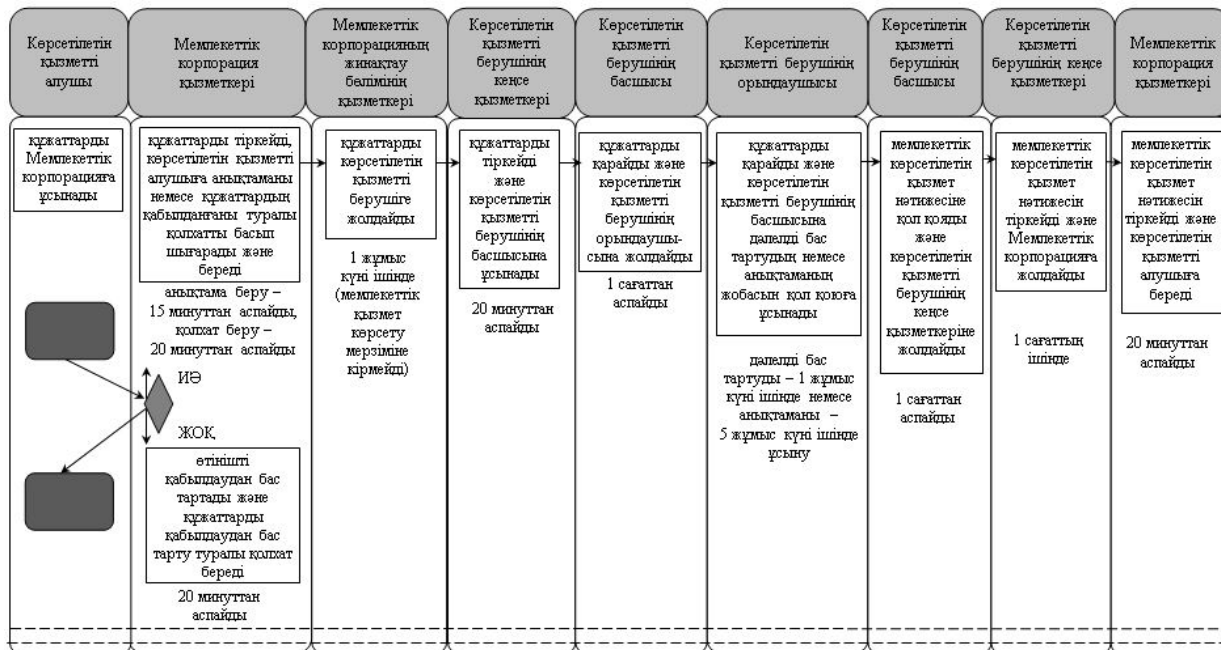 Көрсетілетін
қызметті
алушы
Мемлекеттік
корпорация
қызметкері
Мемлекеттік
корпорацияның
жинақтау
бөлімінің
қызметкері
Көрсетілетін
қызметті
берушінің
кеңсе
қызметкері
Көрсетілетін
қызметті
берушінің
басшысы
Көрсетілетін
қызметті берушінің
орындаушысы
Көрсетілетін
қызметті
берушінің
басшысы
Көрсетілетін
қызметті
берушінің кеңсе
қызметкері
Мемлекеттік
корпорация
қызметкері
құжаттарды
Мемлекеттік
корпорацияға
ұсынады
құжаттарды тіркейді,
көрсетілетін қызметті
алушыға анықтаманы
немесе құжаттардың
қабылданғаны туралы
қолхатты басып
шығарады және
береді
анықтама беру –
15 минуттан аспайды,
қолхат беру –
20 минуттан аспайды
ИӘ
ЖОҚ
өтінішті
қабылдаудан бас
тартады және
құжаттарды
қабылдаудан бас
тарту туралы қолхат
береді
20 минуттан
аспайды
құжаттарды
көрсетілетін
қызметті
берушіге
жолдайды
1 жұмыс
күні ішінде
(мемлекеттік
қызмет
көрсету
мерзіміне
кірмейді)
құжаттарды
тіркейді
және
көрсетілетін
қызметті
берушінің
басшысына
ұсынады
20 минуттан
аспайды
құжаттарды
қарайды және
көрсетілетін
қызметті
берушінің
орындаушы-
сына жолдайды
1 сағаттан
аспайды
құжаттарды
қарайды және
көрсетілетін
қызметті берушінің
басшысына
дәлелді бас
тартудың немесе
анықтаманың
жобасын қол қоюға
ұсынады
дәлелді бас
тартуды – 1 жұмыс
күні ішінде немесе
анықтаманы –
5 жұмыс күні ішінде
ұсыну
мемлекеттік
көрсетілетін
қызмет
нәтижесіне
қол қояды
және
көрсетілетін
қызметті
берушінің
кеңсе
қызметкеріне
жолдайды
1 сағаттан
аспайды
мемлекеттік
көрсетілетін
қызмет
нәтижесін
тіркейді және
Мемлекеттік
корпорацияға
жолдайды
1 сағаттың
ішінде
мемлекеттік
көрсетілетін
қызмет
нәтижесін
тіркейді және
көрсетілетін
қызметті
алушыға
береді
20 минуттан
аспайды